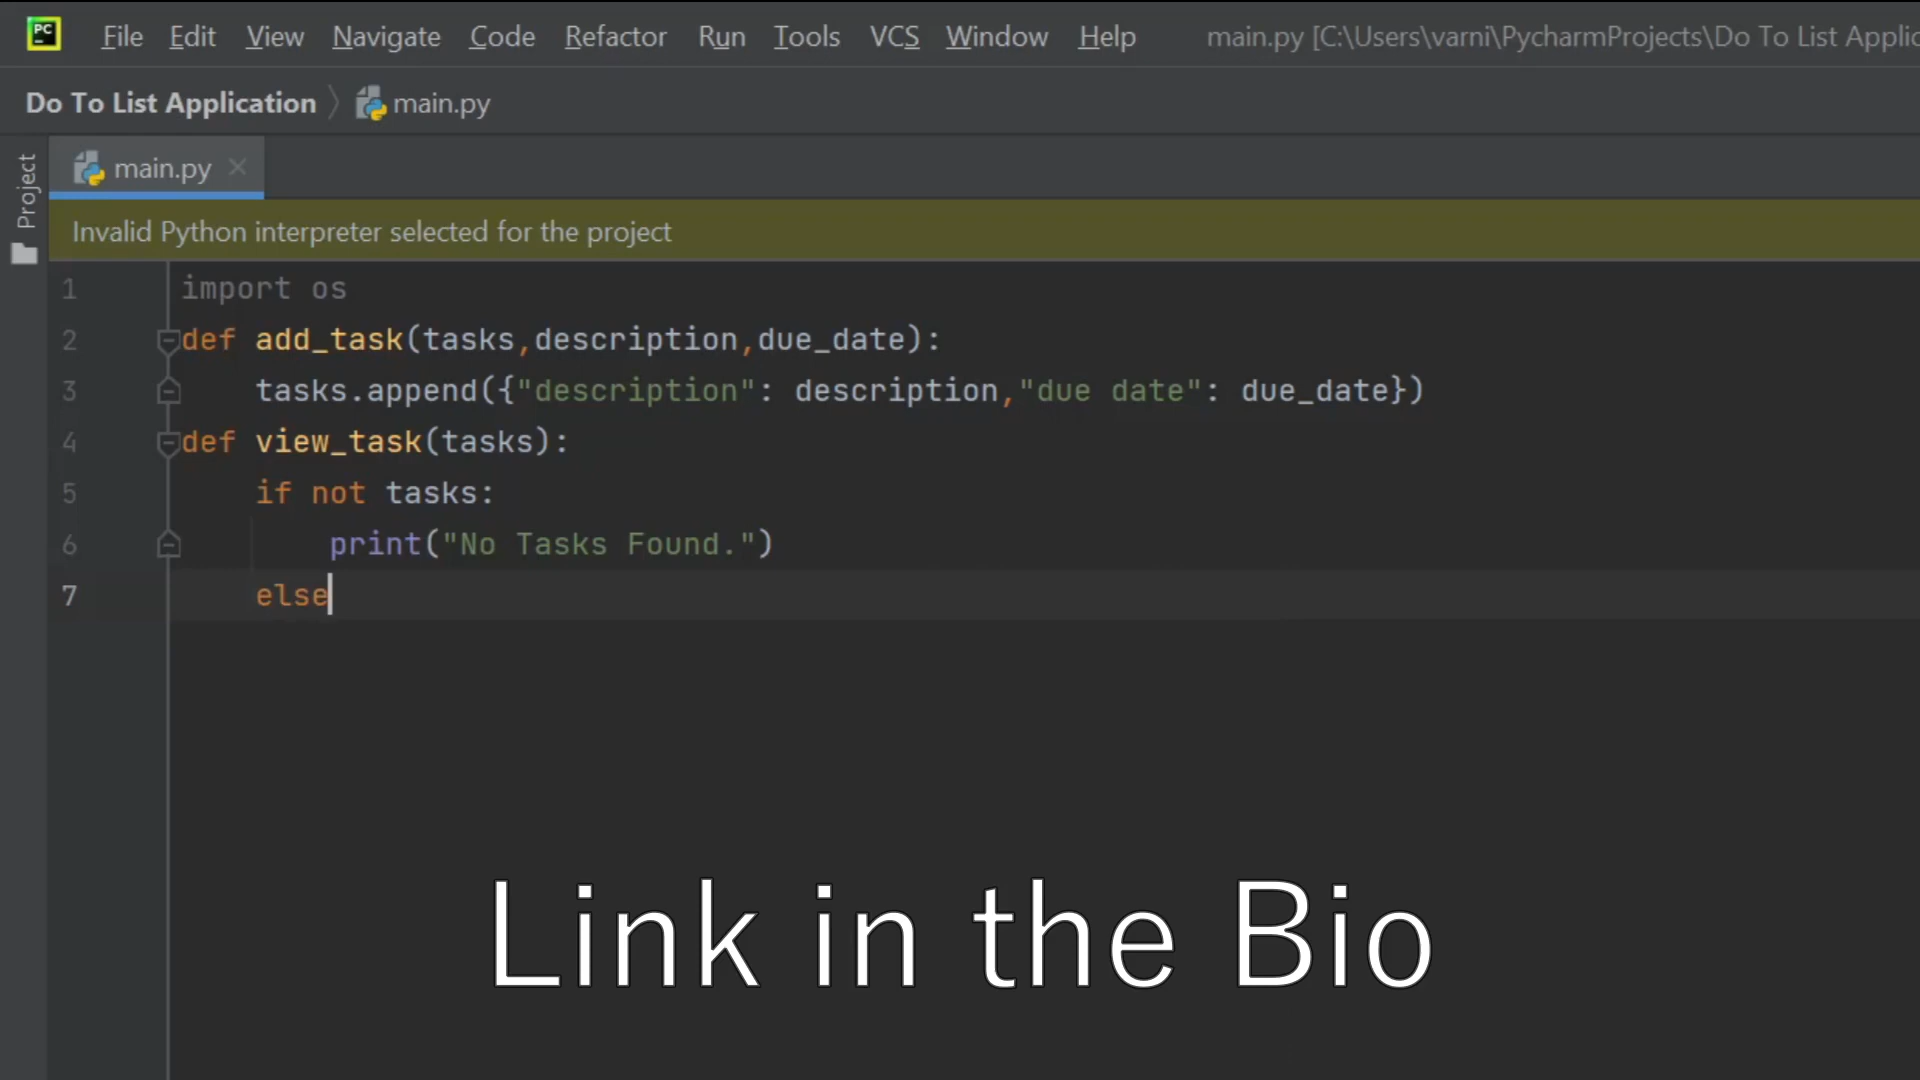 PC
File Edit View Navigate Code Refactor Run Tools VCS Window Help main.py [C:\Users\varni\PycharmProjects\Do To List Applic
Do To List Application main.py
Project
main.py
Invalid Python interpreter selected for the project
1 import os
2 def add_task(tasks,description,due_date):
3 tasks.append({"description": description,"due date": due_date})
4 def view_task(tasks):
5 if not tasks:
6 print("No Tasks Found.")
7 else
Link in the Bio